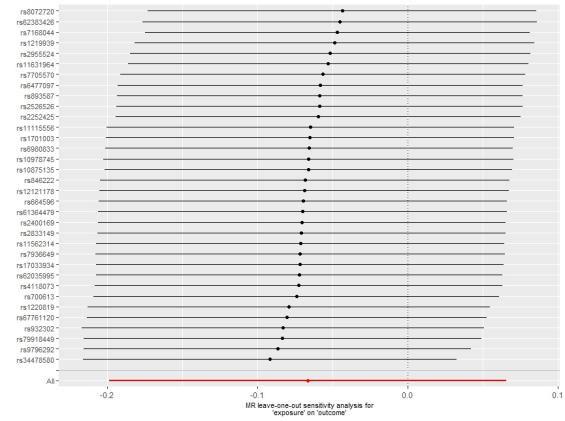 rs8072720
rs62383426
rs7168044
rs1219939
rs2955524
rs11631964
rs7705570
rs6477097
rs893587
rs2526526
rs2252425
rs11115556
rs1701003
rs6980833
rs10978745
rs10875135
rs846222
rs12121178
rs664596
rs61364479
rs2400169
rs2833149
rs11562314
rs7936649
rs17033934
rs62035995
rs4118073
rs700613
rs1220819
rs67761120
rs932302
rs79918449
rs9796292
rs34478580
All
-0.2 -0.1 0.0 0.1
MR leave-one-out sensitivity analysis for
'exposure' on 'outcome'